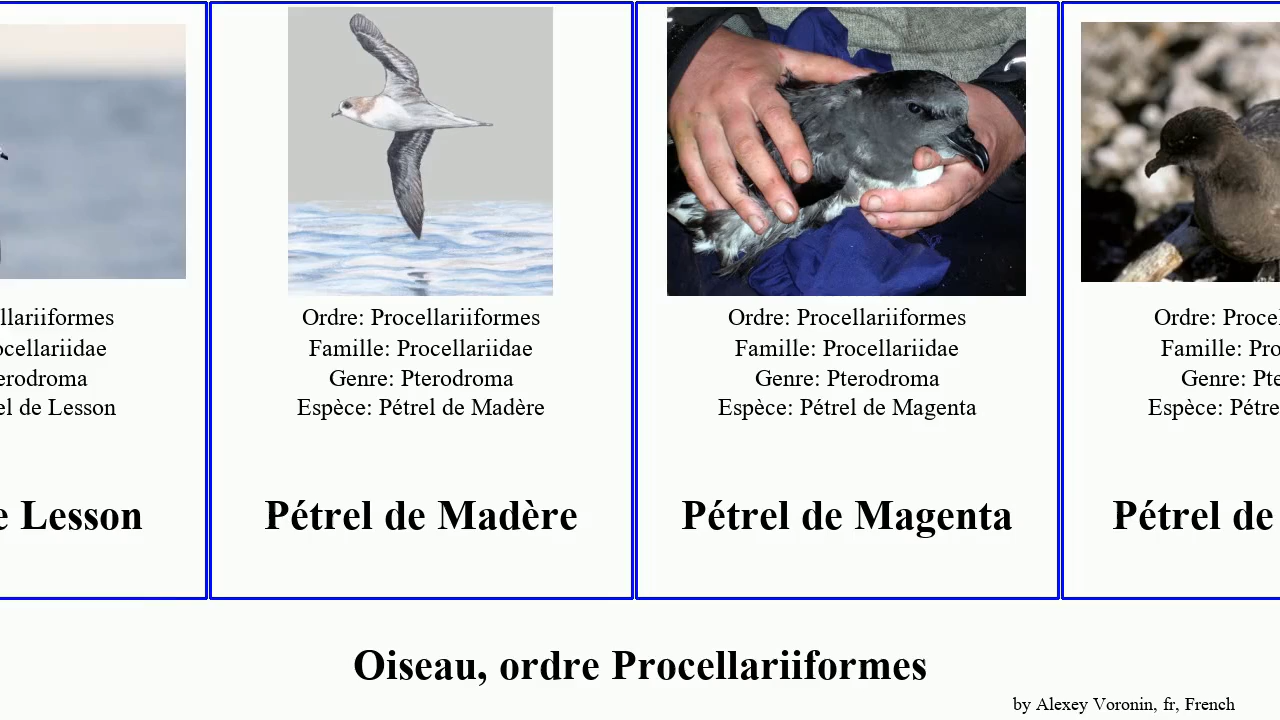 llariiformes
ocellariidae
erodroma
el de Lesson
e Lesson
Ordre: Procellariiformes
Famille: Procellariidae
Genre: Pterodroma
Espèce: Pétrel de Madère
Pétrel de Madère
Ordre: Procellariiformes
Famille: Procellariidae
Genre: Pterodroma
Espèce: Pétrel de Magenta
Pétrel de Magenta
Ordre: Proce
Famille: Pro
Genre: Pte
Espèce: Pétre
Pétrel de
Oiseau, ordre Procellariiformes
by Alexey Voronin, fr, French